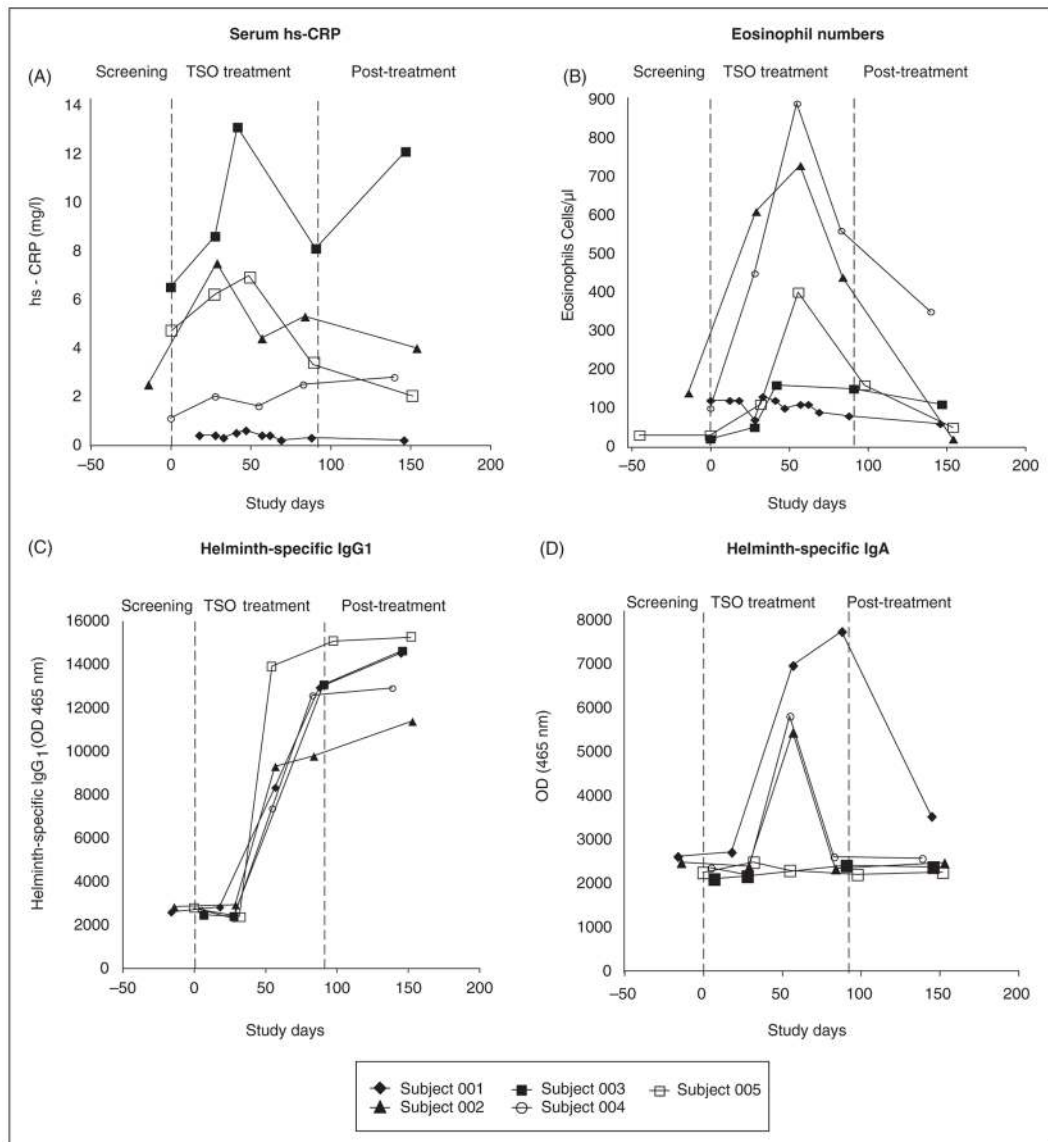 Serum hs-CRP
(A)
Screening TSO treatment Post-treatment
hs - CRP (mg/l)
14
12
10
8
6
4
2
0
−50 0 50 100 150 200
Study days
Eosinophil numbers
(B)
Screening TSO treatment Post-treatment
Eosinophils Cells/µl
900
800
700
600
500
400
300
200
100
0
−50 0 50 100 150 200
Study days
(C)
Helminth-specific IgG1
Screening TSO treatment Post-treatment
Helminth-specific IgG1 (OD 465 nm)
16000
14000
12000
10000
8000
6000
4000
2000
0
−50 0 50 100 150 200
Study days
(D)
Helminth-specific IgA
Screening TSO treatment Post-treatment
OD (465 nm)
8000
7000
6000
5000
4000
3000
2000
1000
0
−50 0 50 100 150 200
Study days
Subject 001 Subject 003 Subject 005
Subject 002 Subject 004